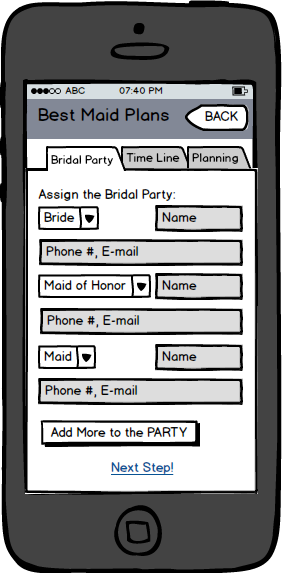 ABC 07:40 PM
Best Maid Plans BACK
Bridal Party Time Line Planning
Assign the Bridal Party:
Bride Name
Phone #, E-mail
Maid of Honor Name
Phone #, E-mail
Maid Name
Phone #, E-mail
Add More to the PARTY
Next Step!